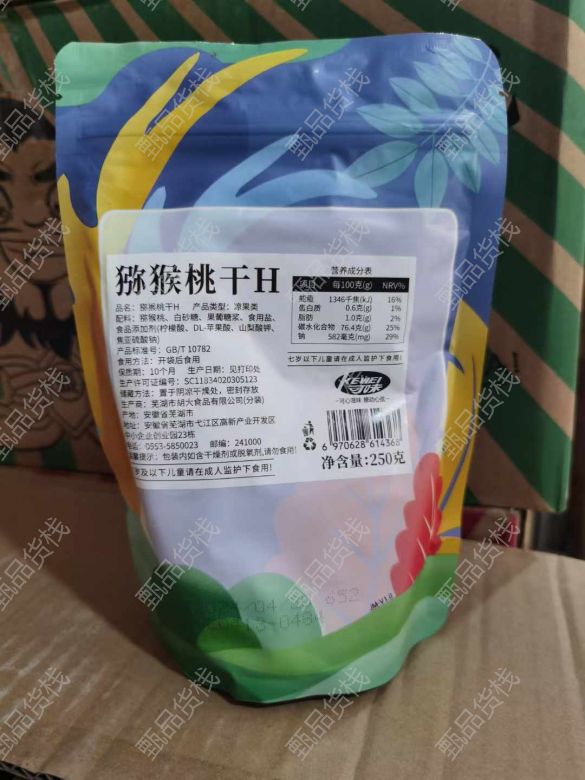 猕猴桃干H
品名：猕猴桃干H 产品类型：凉果类
配料：猕猴桃、白砂糖、果葡糖浆、食用盐、
食品添加剂(柠檬酸、DL-苹果酸、山梨酸钾、
焦亚硫酸钠)
产品标准号：GB/T 10782
食用方法：开袋后食用
保质期：10个月 生产日期：见打印处
生产许可证编号：SC11834020305123
储藏方法：置于阴凉干燥处，密封存放
生产商：芜湖市胡大食品有限公司(分装)
产地：安徽省芜湖市
地址：安徽省芜湖市弋江区高新产业开发区
中小企业创业园23栋
电话：0553-5850023 邮编：241000
温馨提示：包装内如含干燥剂或脱氧剂,请勿食用!
七岁及以下儿童请在成人监护下食用!
营养成分表
项目 每100克(g) NRV%
能量 1346千焦(kJ) 16%
蛋白质 0.6克(g) 1%
脂肪 1.0克(g) 2%
碳水化合物 76.4克(g) 25%
钠 582毫克(mg) 29%
七岁以下儿童请在成人监护下食用!
KEWEI
6 970628 614368
净含量:250克
JM-V1.0
甄品货栈